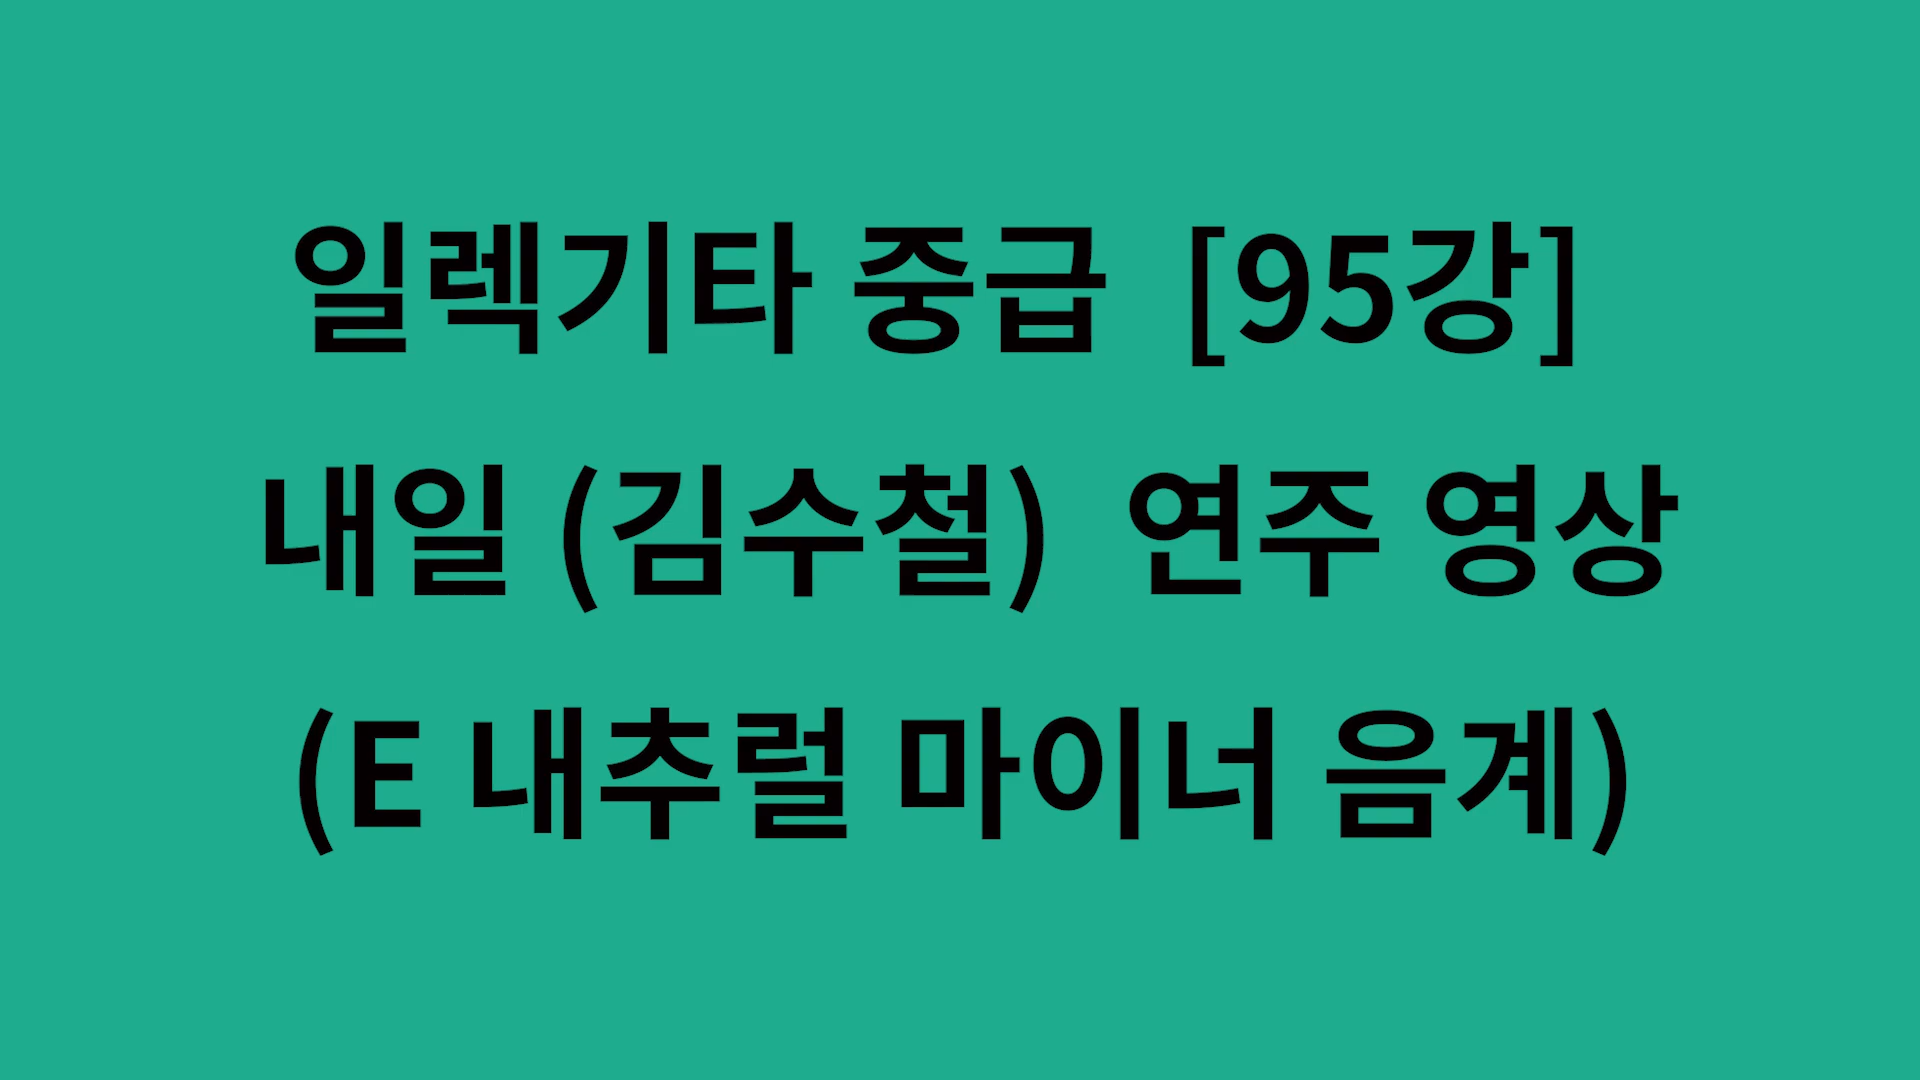 일렉기타 중급 [95강]
내일 (김수철) 연주 영상
(E 내추럴 마이너 음계)